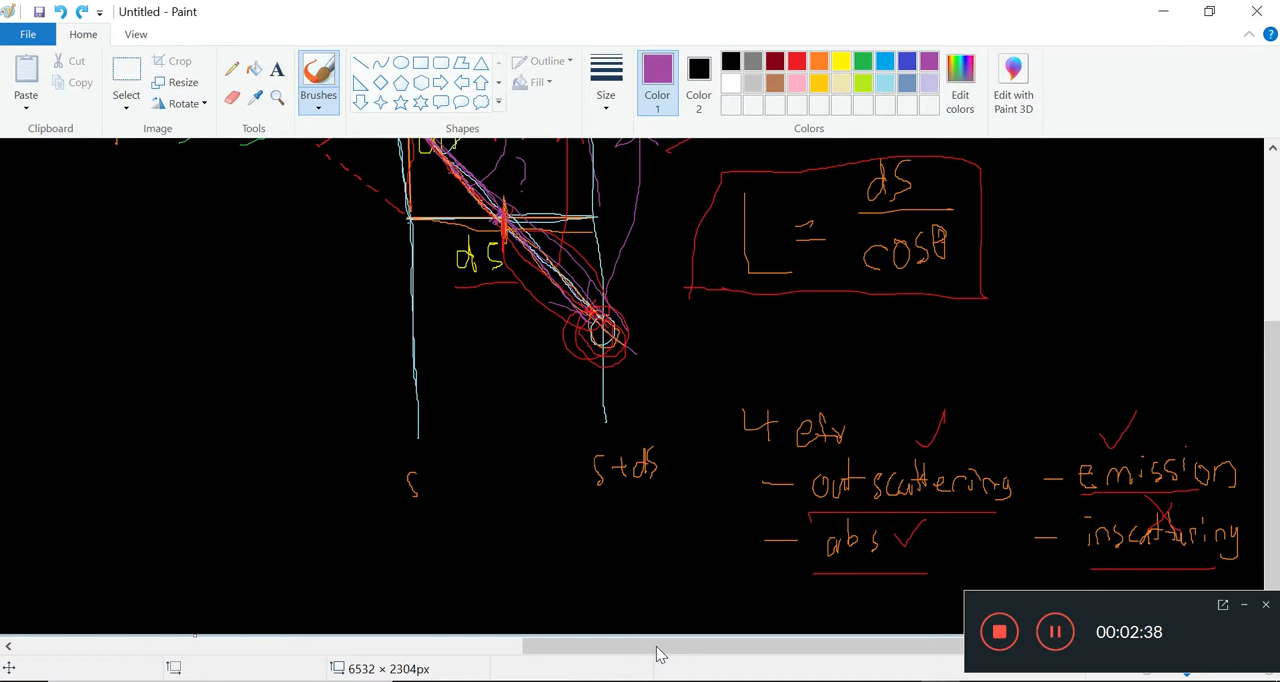 Untitled - Paint
File
Home
View
Paste
Cut
Copy
Clipboard
Select
Crop
Resize
Rotate
Image
Tools
Brushes
Outline
Fill
Shapes
Size
Color 1
Color 2
Edit colors
Edit with Paint 3D
Colors
dS
L = dS / cosθ
4
— outscattering — emission
— abs — inscattering
S
S+dS
00:02:38
6532 × 2304px